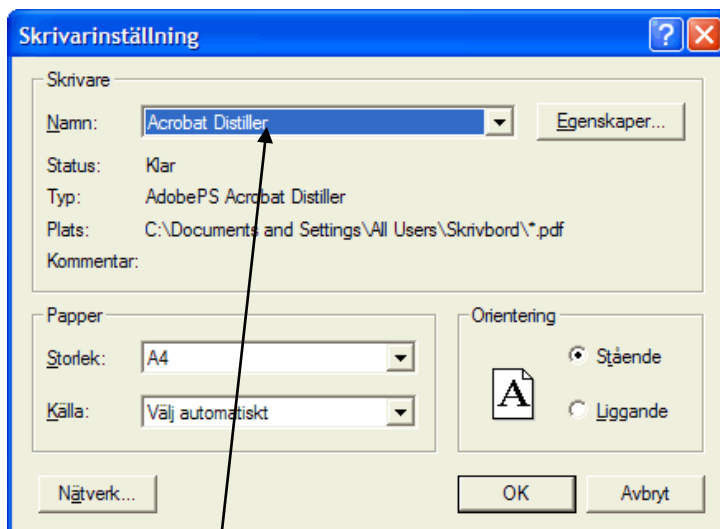 Skrivarinställning
Skrivare
Namn: Acrobat Distiller Egenskaper...
Status: Klar
Typ: AdobePS Acrobat Distiller
Plats: C:\Documents and Settings\All Users\Skrivbord\*.pdf
Kommentar:
Papper
Storlek: A4
Källa: Välj automatiskt
Orientering
A
Stående
Liggande
Nätverk... OK Avbryt